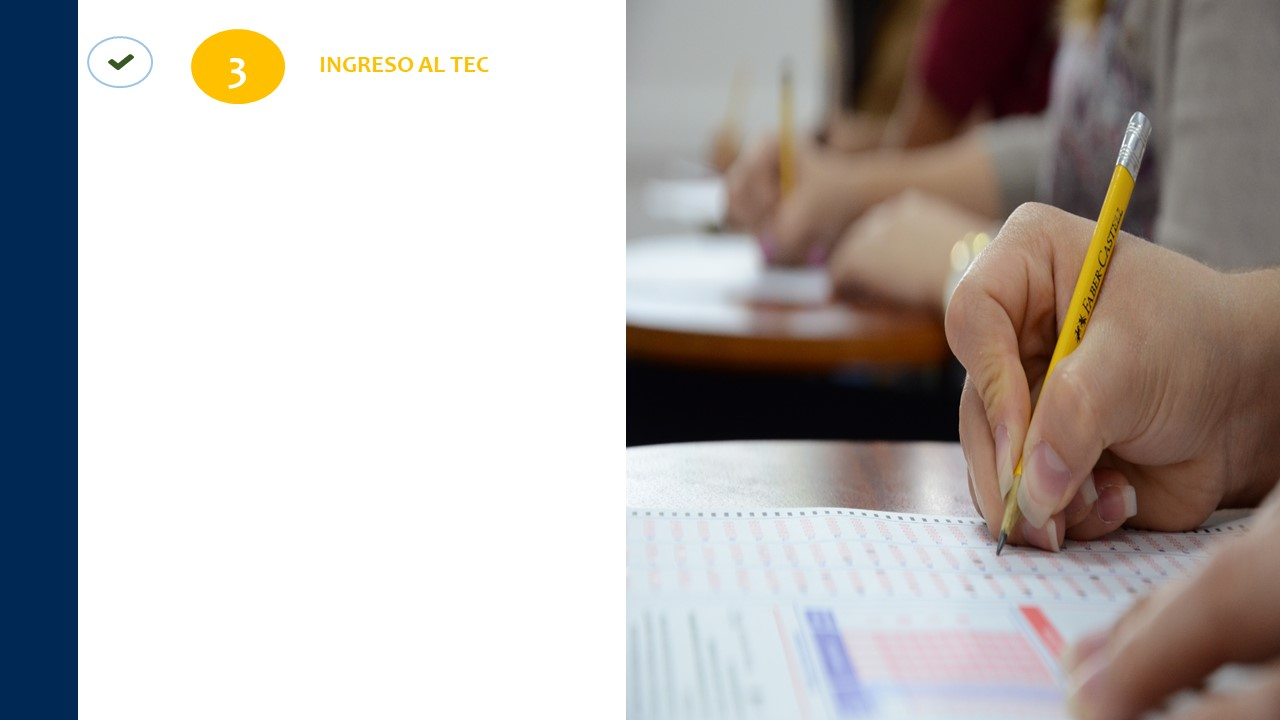 3
INGRESO AL TEC
FABER-CASTELL